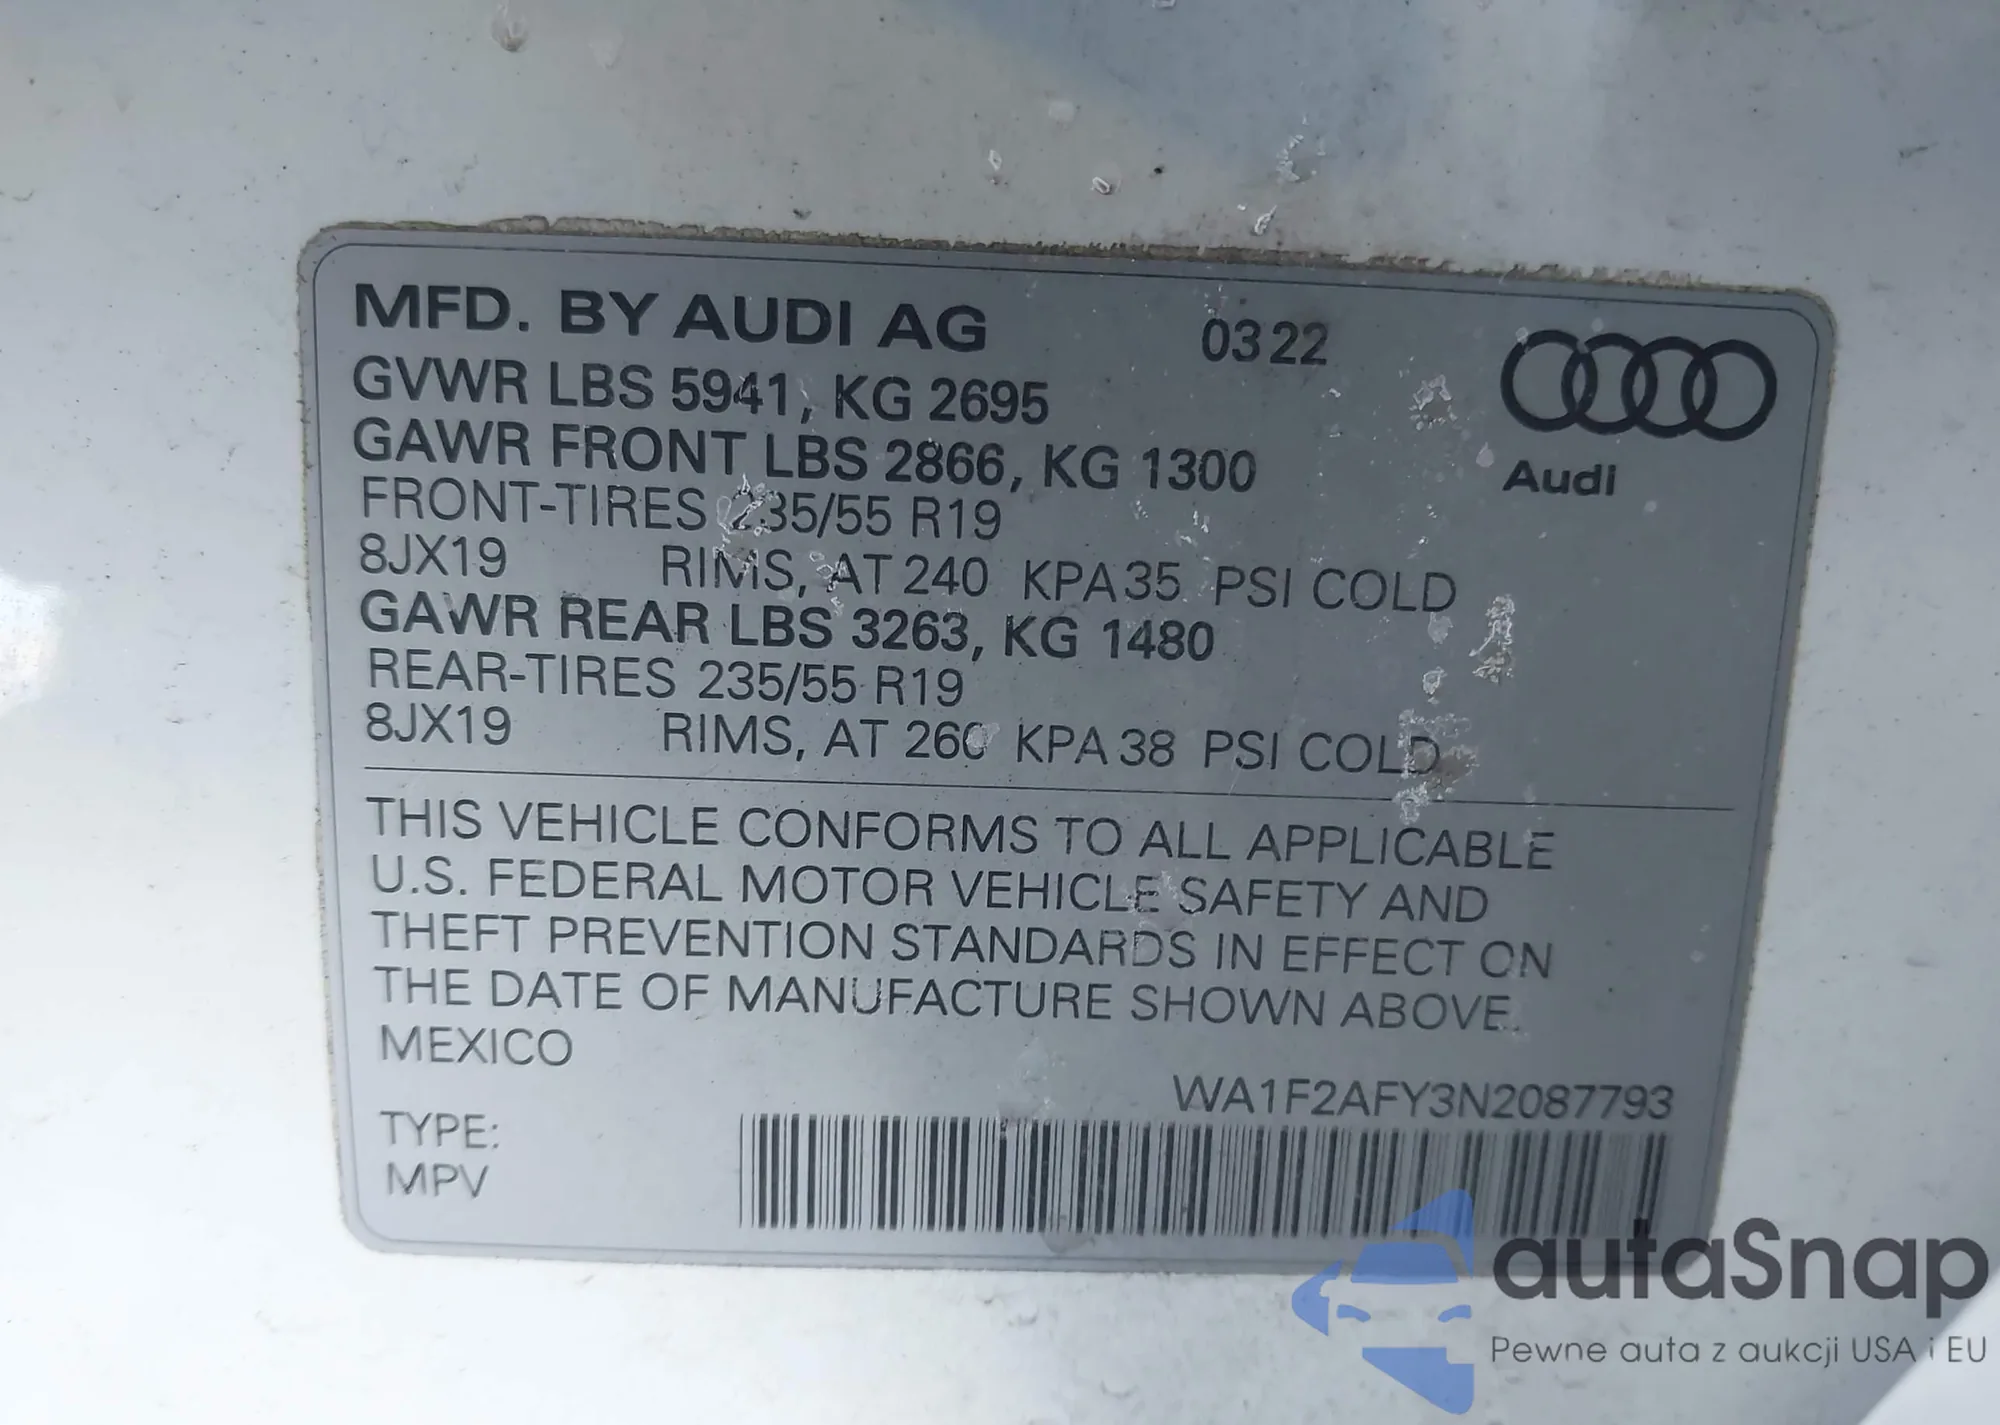 MFD. BY AUDI AG 03 22
GVWR LBS 5941, KG 2695
GAWR FRONT LBS 2866, KG 1300
FRONT-TIRES 235/55 R19
8JX19 RIMS, AT 240 KPA 35 PSI COLD
GAWR REAR LBS 3263, KG 1480
REAR-TIRES 235/55 R19
8JX19 RIMS, AT 260 KPA 38 PSI COLD
Audi
THIS VEHICLE CONFORMS TO ALL APPLICABLE
U.S. FEDERAL MOTOR VEHICLE SAFETY AND
THEFT PREVENTION STANDARDS IN EFFECT ON
THE DATE OF MANUFACTURE SHOWN ABOVE.
MEXICO
WA1F2AFY3N2087793
TYPE:
MPV
autaSnap
Pewne auta z aukcji USA i EU